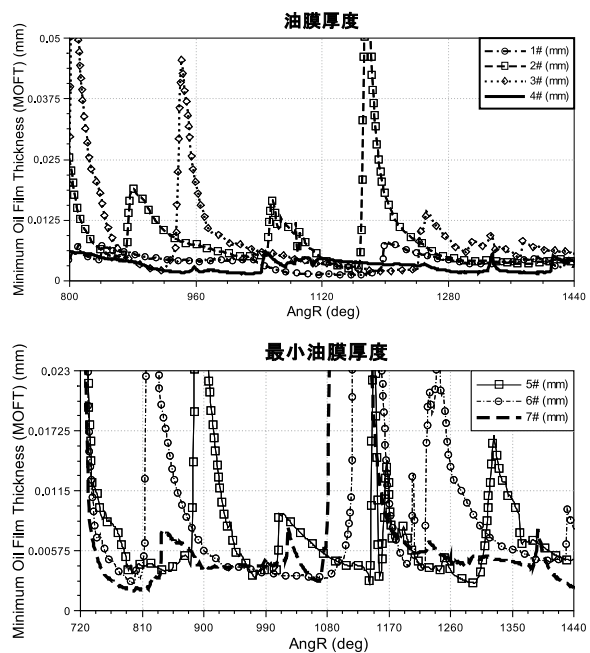 油膜厚度
Minimum Oil Film Thickness (MOFT) (mm)
0.05
0.0375
0.025
0.0125
0
800
960
1120
1280
1440
AngR (deg)
1# (mm)
2# (mm)
3# (mm)
4# (mm)
最小油膜厚度
Minimum Oil Film Thickness (MOFT) (mm)
0.023
0.01725
0.0115
0.00575
0
720
810
900
990
1080
1170
1260
1350
1440
AngR (deg)
5# (mm)
6# (mm)
7# (mm)